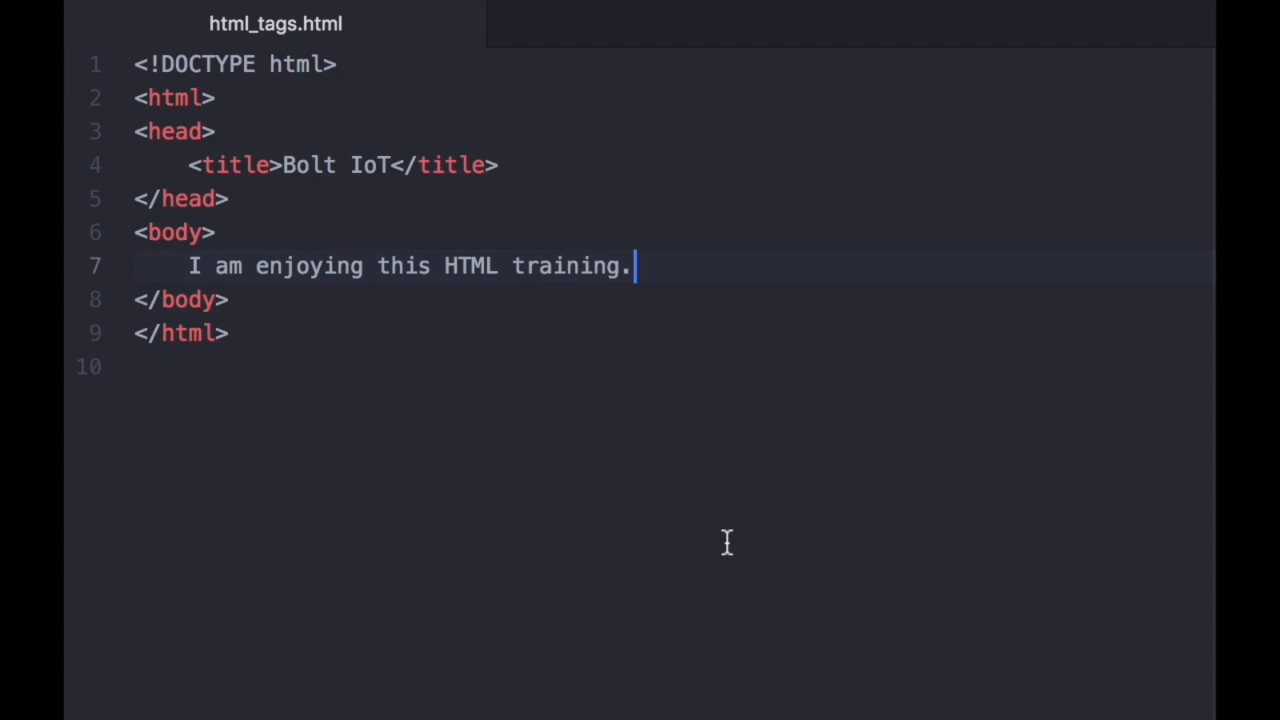 html_tags.html
1 <!DOCTYPE html>
2 <html>
3 <head>
4     <title>Bolt IoT</title>
5 </head>
6 <body>
7     I am enjoying this HTML training.
8 </body>
9 </html>
10